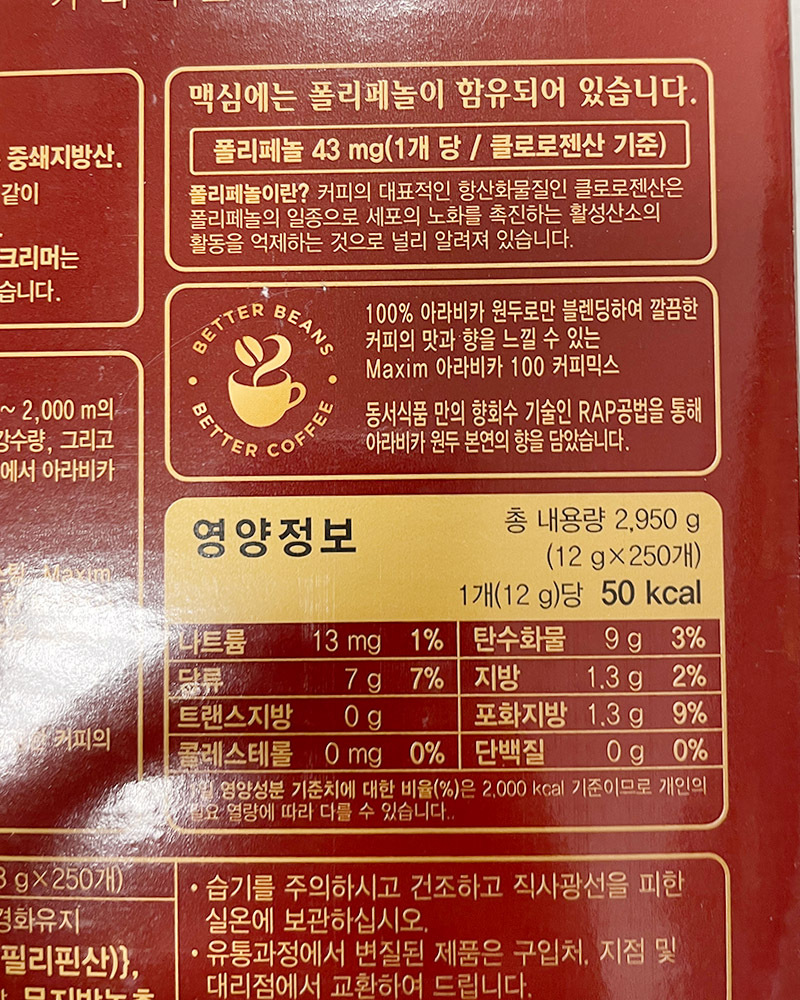 중쇄지방산.
같이
크리머는
습니다.
~ 2,000 m의
강수량, 그리고
에서 아라비카
Maxim
커피의
g×250개)
경화유지
필리핀산)},
맥심에는 폴리페놀이 함유되어 있습니다.
폴리페놀 43 mg(1개 당 / 클로로젠산 기준)
폴리페놀이란? 커피의 대표적인 항산화물질인 클로로젠산은
폴리페놀의 일종으로 세포의 노화를 촉진하는 활성산소의
활동을 억제하는 것으로 널리 알려져 있습니다.
BETTER BEANS
BETTER COFFEE
100% 아라비카 원두로만 블렌딩하여 깔끔한
커피의 맛과 향을 느낄 수 있는
Maxim 아라비카 100 커피믹스
동서식품 만의 향회수 기술인 RAP공법을 통해
아라비카 원두 본연의 향을 담았습니다.
영양정보
총 내용량 2,950 g
(12 g×250개)
1개(12 g)당 50 kcal
나트륨 13 mg 1% 탄수화물 9 g 3%
당류 7 g 7% 지방 1.3 g 2%
트랜스지방 0 g 포화지방 1.3 g 9%
콜레스테롤 0 mg 0% 단백질 0 g 0%
1일 영양성분 기준치에 대한 비율(%)은 2,000 kcal 기준이므로 개인의
필요 열량에 따라 다를 수 있습니다..
• 습기를 주의하시고 건조하고 직사광선을 피한
실온에 보관하십시오.
• 유통과정에서 변질된 제품은 구입처, 지점 및
대리점에서 교환하여 드립니다.